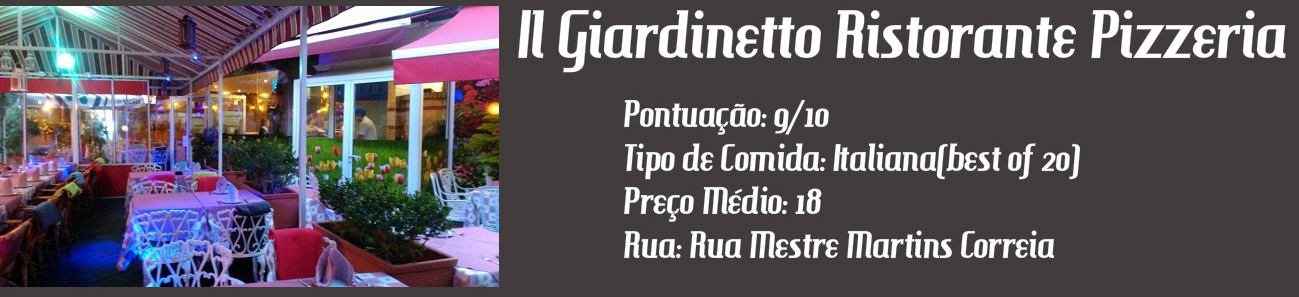 Il Giardinetto Ristorante Pizzeria
Pontuação: 9/10
Tipo de Comida: Italiana(best of 20)
Preço Médio: 18
Rua: Rua Mestre Martins Correia